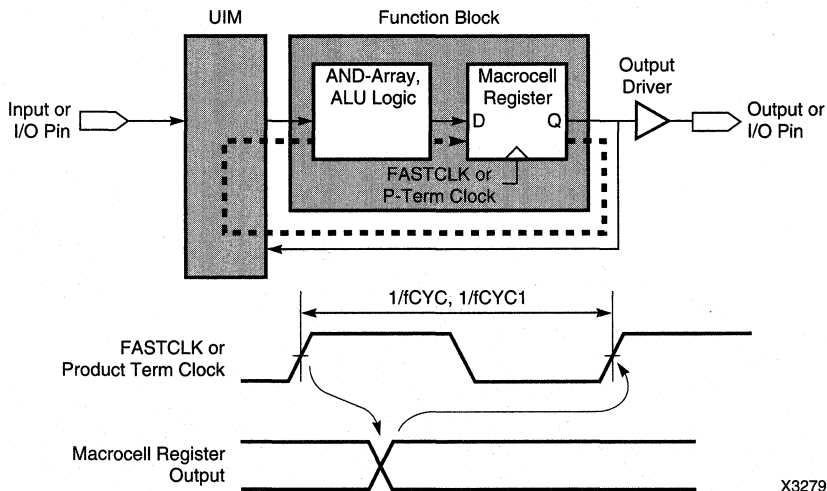 UIM
Function Block
Input or
I/O Pin
AND-Array,
ALU Logic
Macrocell
Register
D
Q
FASTCLK or
P-Term Clock
Output
Driver
Output or
I/O Pin
1/fCYC, 1/fCYC1
FASTCLK or
Product Term Clock
Macrocell Register
Output
X3279